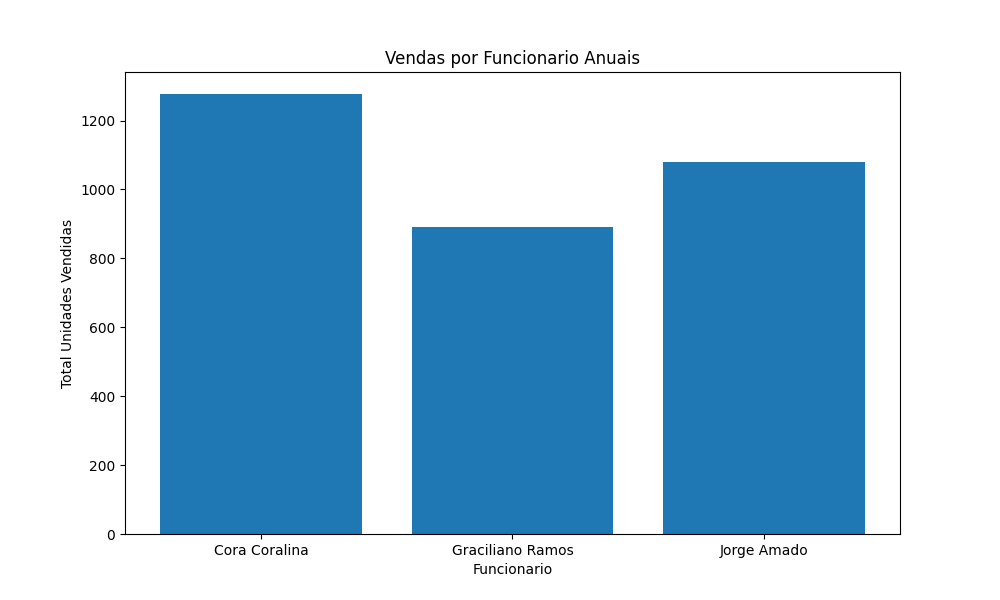 Vendas por Funcionario Anuais
Total Unidades Vendidas
1200
1000
800
600
400
200
0
Cora Coralina
Graciliano Ramos
Jorge Amado
Funcionario